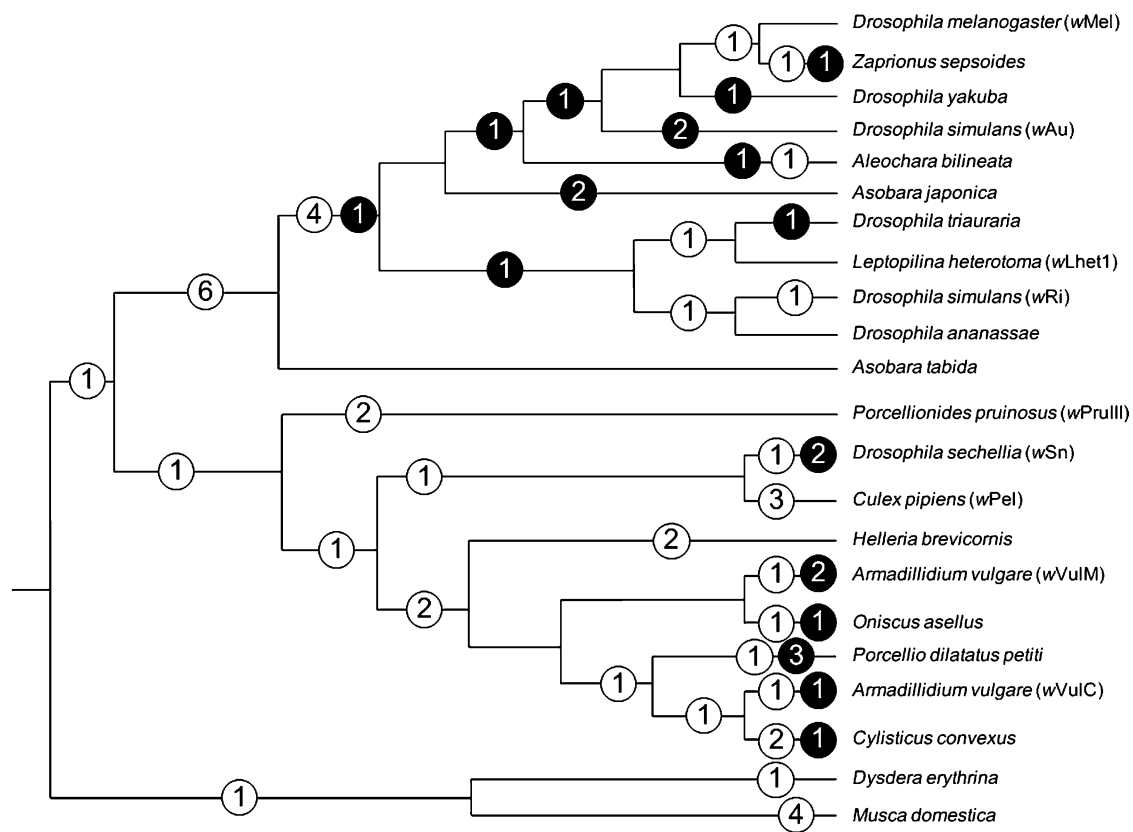 1 Drosophila melanogaster (wMel)
1 1 Zaprionus sepsoides
1 1 Drosophila yakuba
1 2 Drosophila simulans (wAu)
1 1 Aleochara bilineata
2 Asobara japonica
4 1 1 Drosophila triauraria
1 Leptopilina heterotoma (wLhet1)
1
6 1 Drosophila simulans (wRi)
1 Drosophila ananassae
Asobara tabida
1
2 Porcellionides pruinosus (wPruIII)
1 2 Drosophila sechellia (wSn)
1 1
3 Culex pipiens (wPel)
2 Helleria brevicornis
1
1 2 Armadillidium vulgare (wVulM)
2
1 1 Oniscus asellus
1 3 Porcellio dilatatus petiti
1
1 1 Armadillidium vulgare (wVulC)
1
2 1 Cylisticus convexus
1 Dysdera erythrina
1
4 Musca domestica